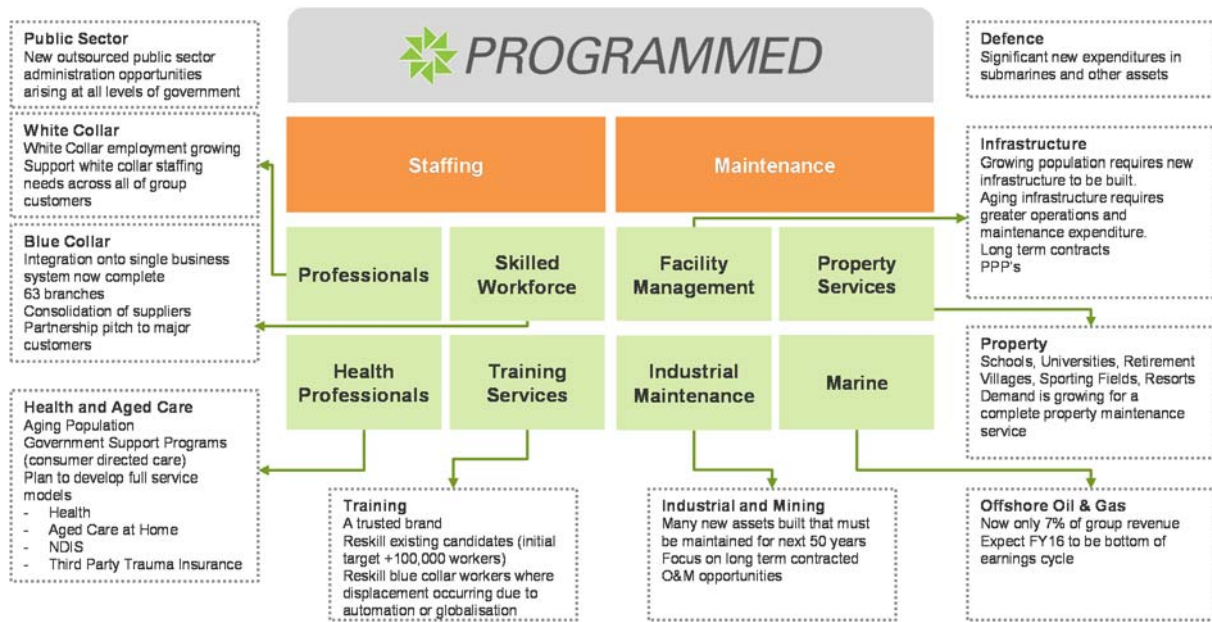 PROGRAMMED
Public Sector
New outsourced public sector
administration opportunities
arising at all levels of government
White Collar
White Collar employment growing
Support white collar staffing
needs across all of group
customers
Blue Collar
Integration onto single business
system now complete
63 branches
Consolidation of suppliers
Partnership pitch to major
customers
Health and Aged Care
Aging Population
Government Support Programs
(consumer directed care)
Plan to develop full service
models
- Health
- Aged Care at Home
- NDIS
- Third Party Trauma Insurance
Staffing
Maintenance
Professionals
Skilled
Workforce
Facility
Management
Property
Services
Health
Professionals
Training
Services
Industrial
Maintenance
Marine
Training
A trusted brand
Reskill existing candidates (initial
target +100,000 workers)
Reskill blue collar workers where
displacement occurring due to
automation or globalisation
Industrial and Mining
Many new assets built that must
be maintained for next 50 years
Focus on long term contracted
O&M opportunities
Defence
Significant new expenditures in
submarines and other assets
Infrastructure
Growing population requires new
infrastructure to be built.
Aging infrastructure requires
greater operations and
maintenance expenditure.
Long term contracts
PPP's
Property
Schools, Universities, Retirement
Villages, Sporting Fields, Resorts
Demand is growing for a
complete property maintenance
service
Offshore Oil & Gas
Now only 7% of group revenue
Expect FY16 to be bottom of
earnings cycle